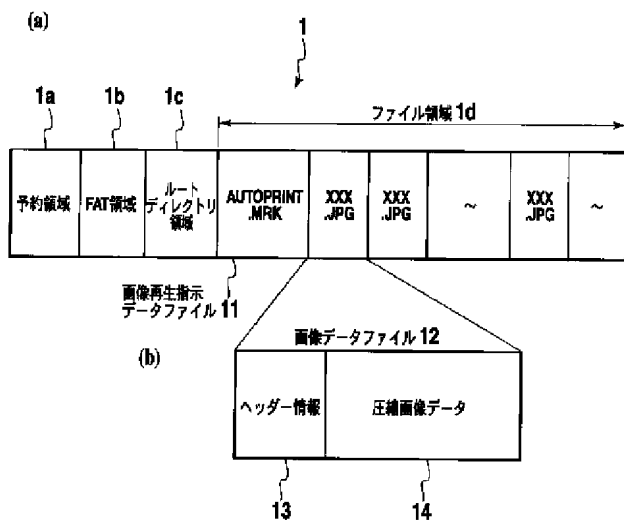 (a)
1
1a
1b
1c
ファイル領域 1d
予約領域
FAT領域
ルート
ディレクトリ
領域
AUTOPRINT
.MRK
XXX
.JPG
XXX
.JPG
～
XXX
.JPG
～
画像再生指示
データファイル 11
(b)
画像データファイル 12
ヘッダー情報
圧縮画像データ
13
14